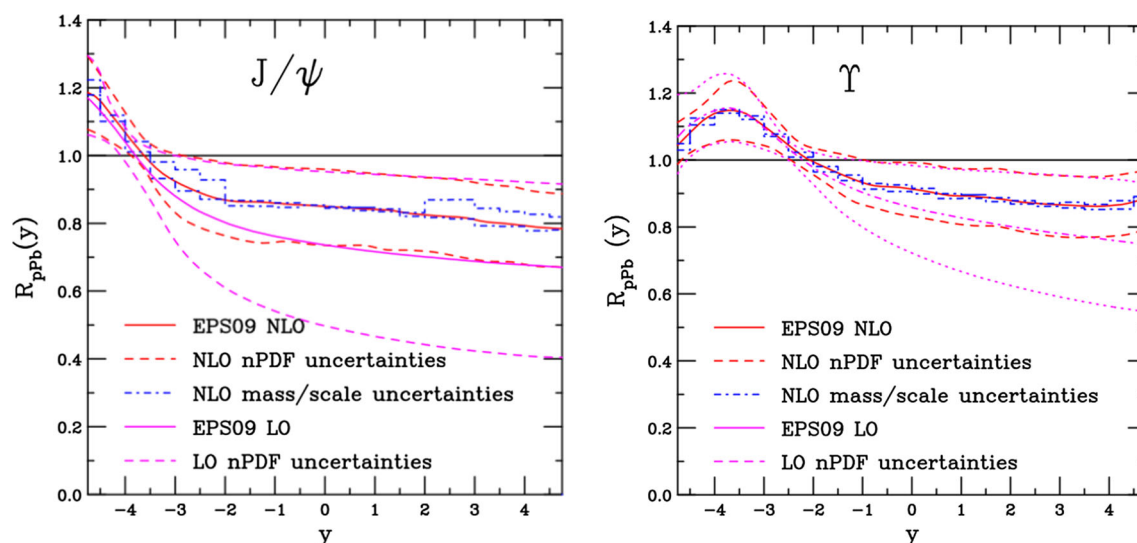 1.4
1.2
1.0
0.8
0.6
0.4
0.2
0.0
R_pPb(y)
J/ψ
EPS09 NLO
NLO nPDF uncertainties
NLO mass/scale uncertainties
EPS09 LO
LO nPDF uncertainties
-4 -3 -2 -1 0 1 2 3 4
y
1.4
1.2
1.0
0.8
0.6
0.4
0.2
0.0
R_pPb (y)
ϒ
EPS09 NLO
NLO nPDF uncertainties
NLO mass/scale uncertainties
EPS09 LO
LO nPDF uncertainties
-4 -3 -2 -1 0 1 2 3 4
y